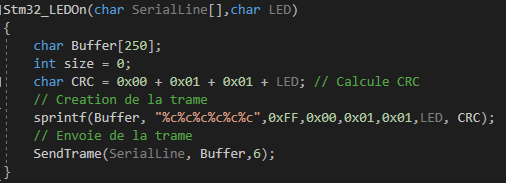 Stm32_LEDOn(char SerialLine[],char LED)
{
char Buffer[250];
int size = 0;
char CRC = 0x00 + 0x01 + 0x01 + LED; // Calcule CRC
// Creation de la trame
sprintf(Buffer, "%c%c%c%c%c%c",0xFF,0x00,0x01,0x01,LED, CRC);
// Envoie de la trame
SendTrame(SerialLine, Buffer,6);
}